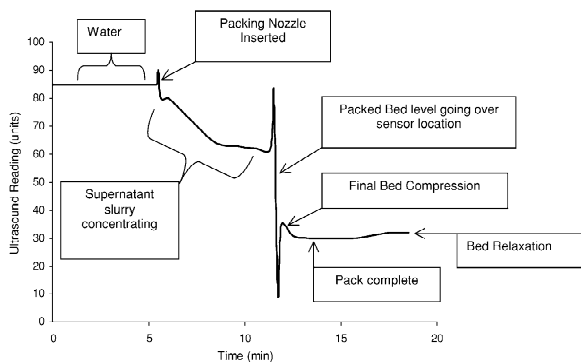 Water
Packing Nozzle
Inserted
100
90
80
70
60
50
40
30
20
10
0
Ultrasound Reading (units)
Packed Bed level going over
sensor location
Supernatant
slurry
concentrating
Final Bed Compression
Bed Relaxation
Pack complete
0
5
10
15
20
Time (min)